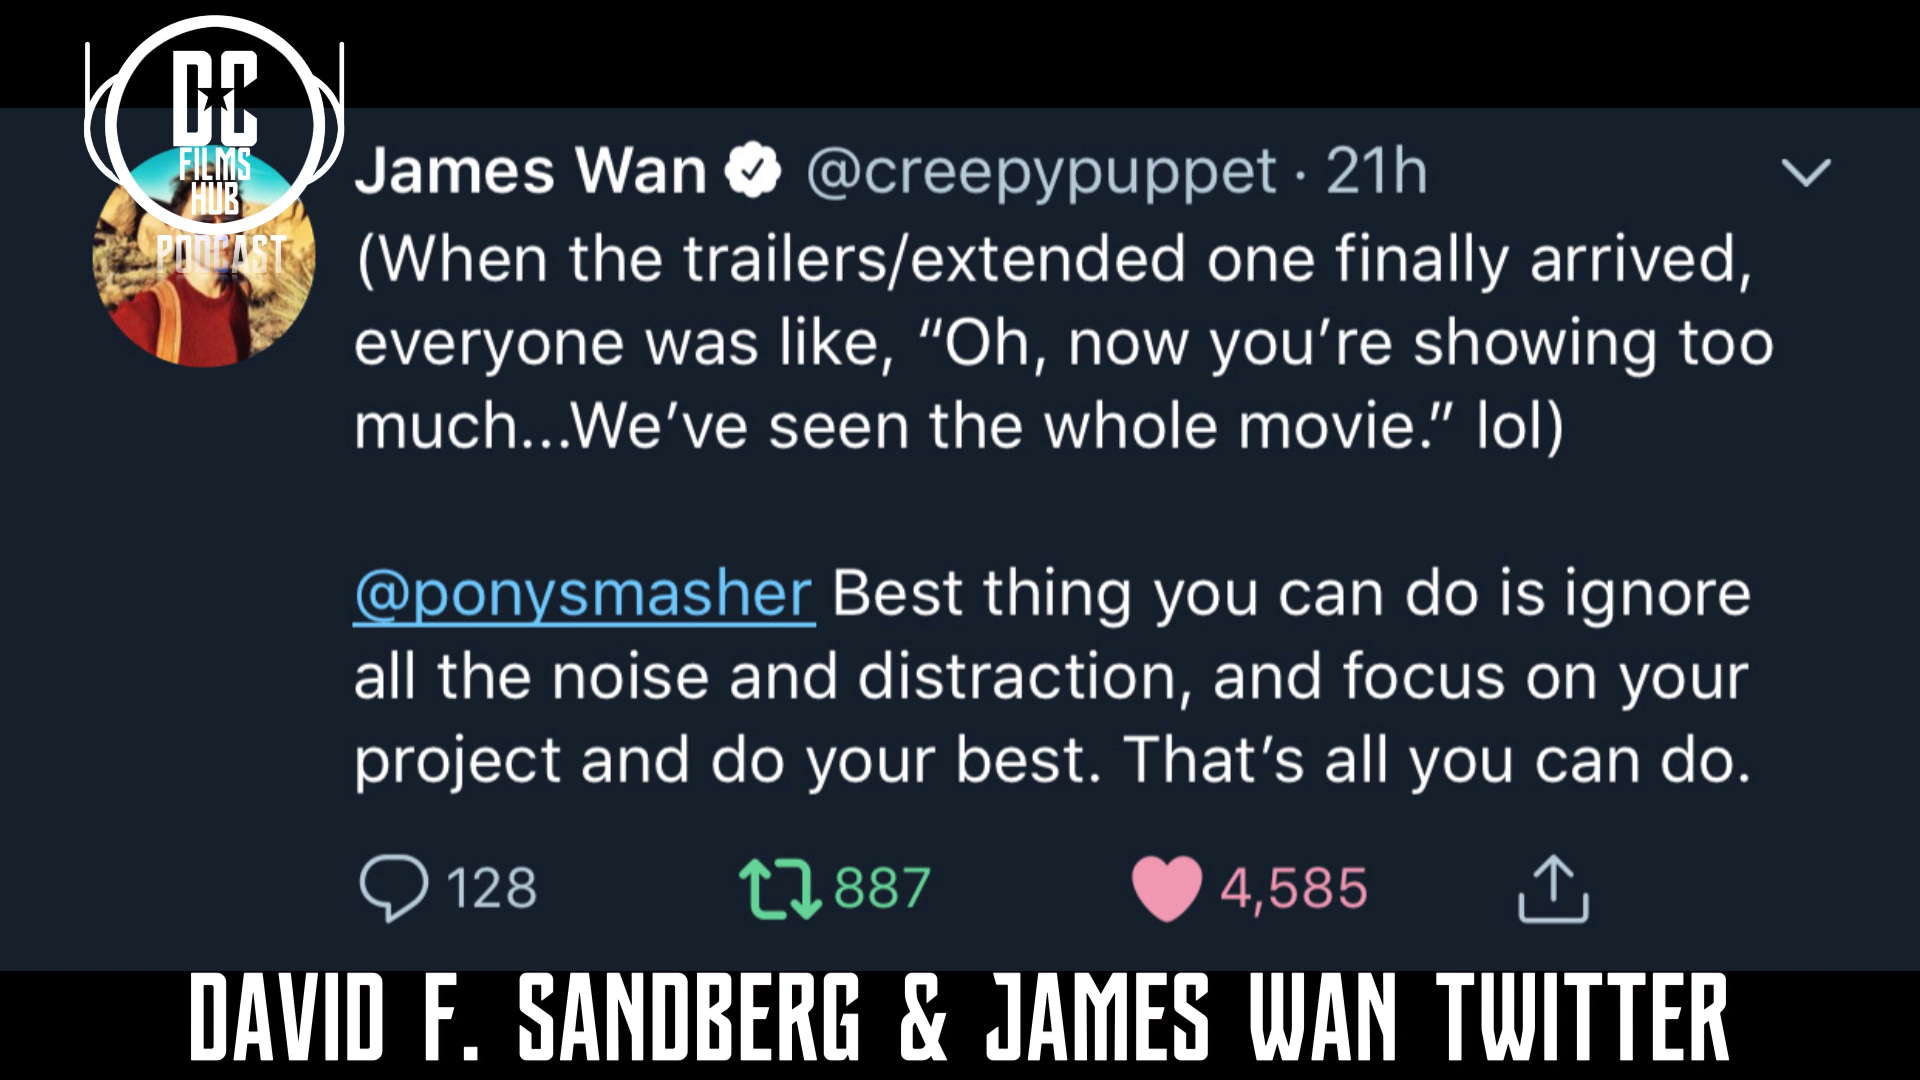 DC
FILMS
HUB
PODCAST
James Wan @creepypuppet · 21h
(When the trailers/extended one finally arrived,
everyone was like, “Oh, now you’re showing too
much...We’ve seen the whole movie.” lol)
@ponysmasher Best thing you can do is ignore
all the noise and distraction, and focus on your
project and do your best. That’s all you can do.
128 887 4,585
DAVID F. SANDBERG & JAMES WAN TWITTER